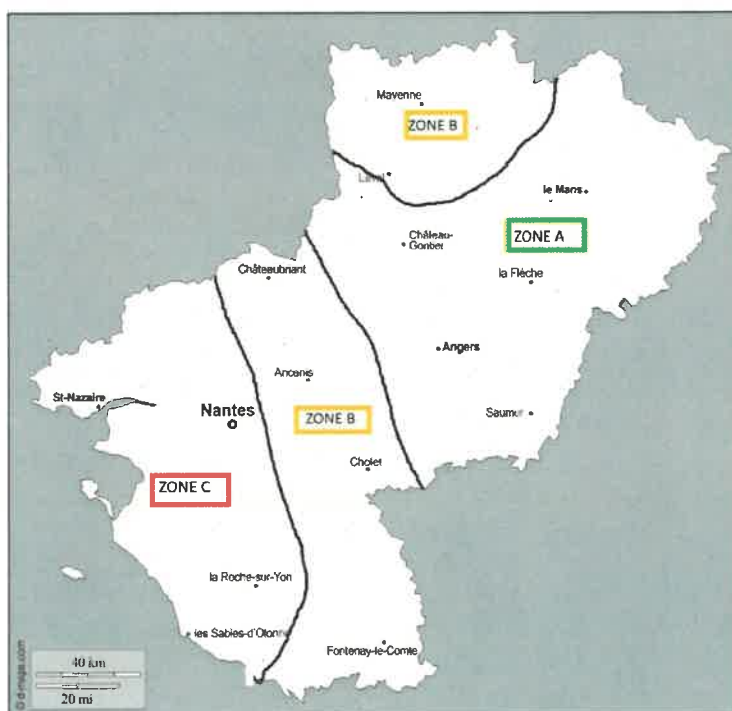 Mayenne
ZONE B
Laval
le Mans
ZONE A
Château-
Gontier
la Flèche
Châteaubriant
Angers
Ancenis
St-Nazaire
Nantes
ZONE B
Saumur
Cholet
ZONE C
la Roche-sur-Yon
les Sables-d'Olonne
Fontenay-le-Comte
40 km
20 mi
© d-maps.com